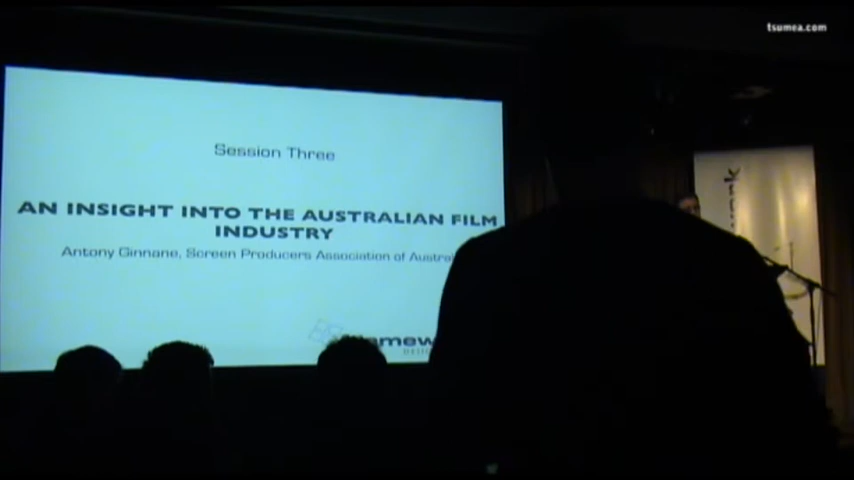 tsumea.com
Session Three
AN INSIGHT INTO THE AUSTRALIAN FILM
INDUSTRY
Antony Ginnane, Screen Producers Association of